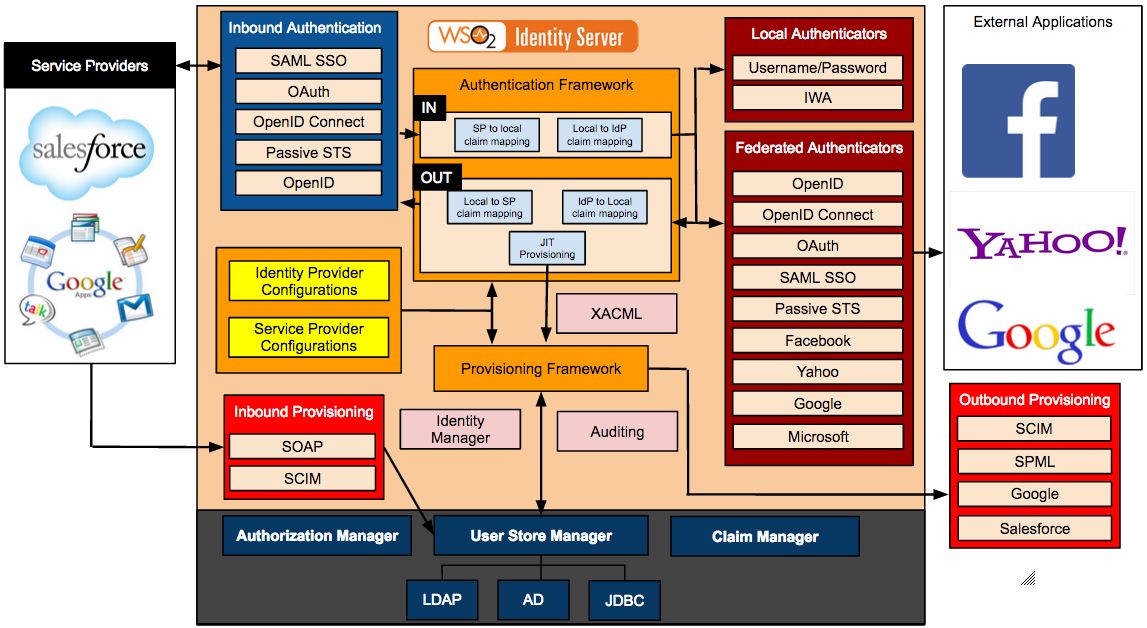 Service Providers
salesforce
Google
Apps
talk
Inbound Authentication
SAML SSO
OAuth
OpenID Connect
Passive STS
OpenID
WSO2 Identity Server
Authentication Framework
IN
SP to local
claim mapping
Local to IdP
claim mapping
OUT
Local to SP
claim mapping
IdP to Local
claim mapping
JIT
Provisioning
Identity Provider
Configurations
Service Provider
Configurations
XACML
Provisioning Framework
Inbound Provisioning
SOAP
SCIM
Identity
Manager
Auditing
Local Authenticators
Username/Password
IWA
Federated Authenticators
OpenID
OpenID Connect
OAuth
SAML SSO
Passive STS
Facebook
Yahoo
Google
Microsoft
External Applications
f
YAHOO!
Google
Outbound Provisioning
SCIM
SPML
Google
Salesforce
Authorization Manager
User Store Manager
Claim Manager
LDAP
AD
JDBC